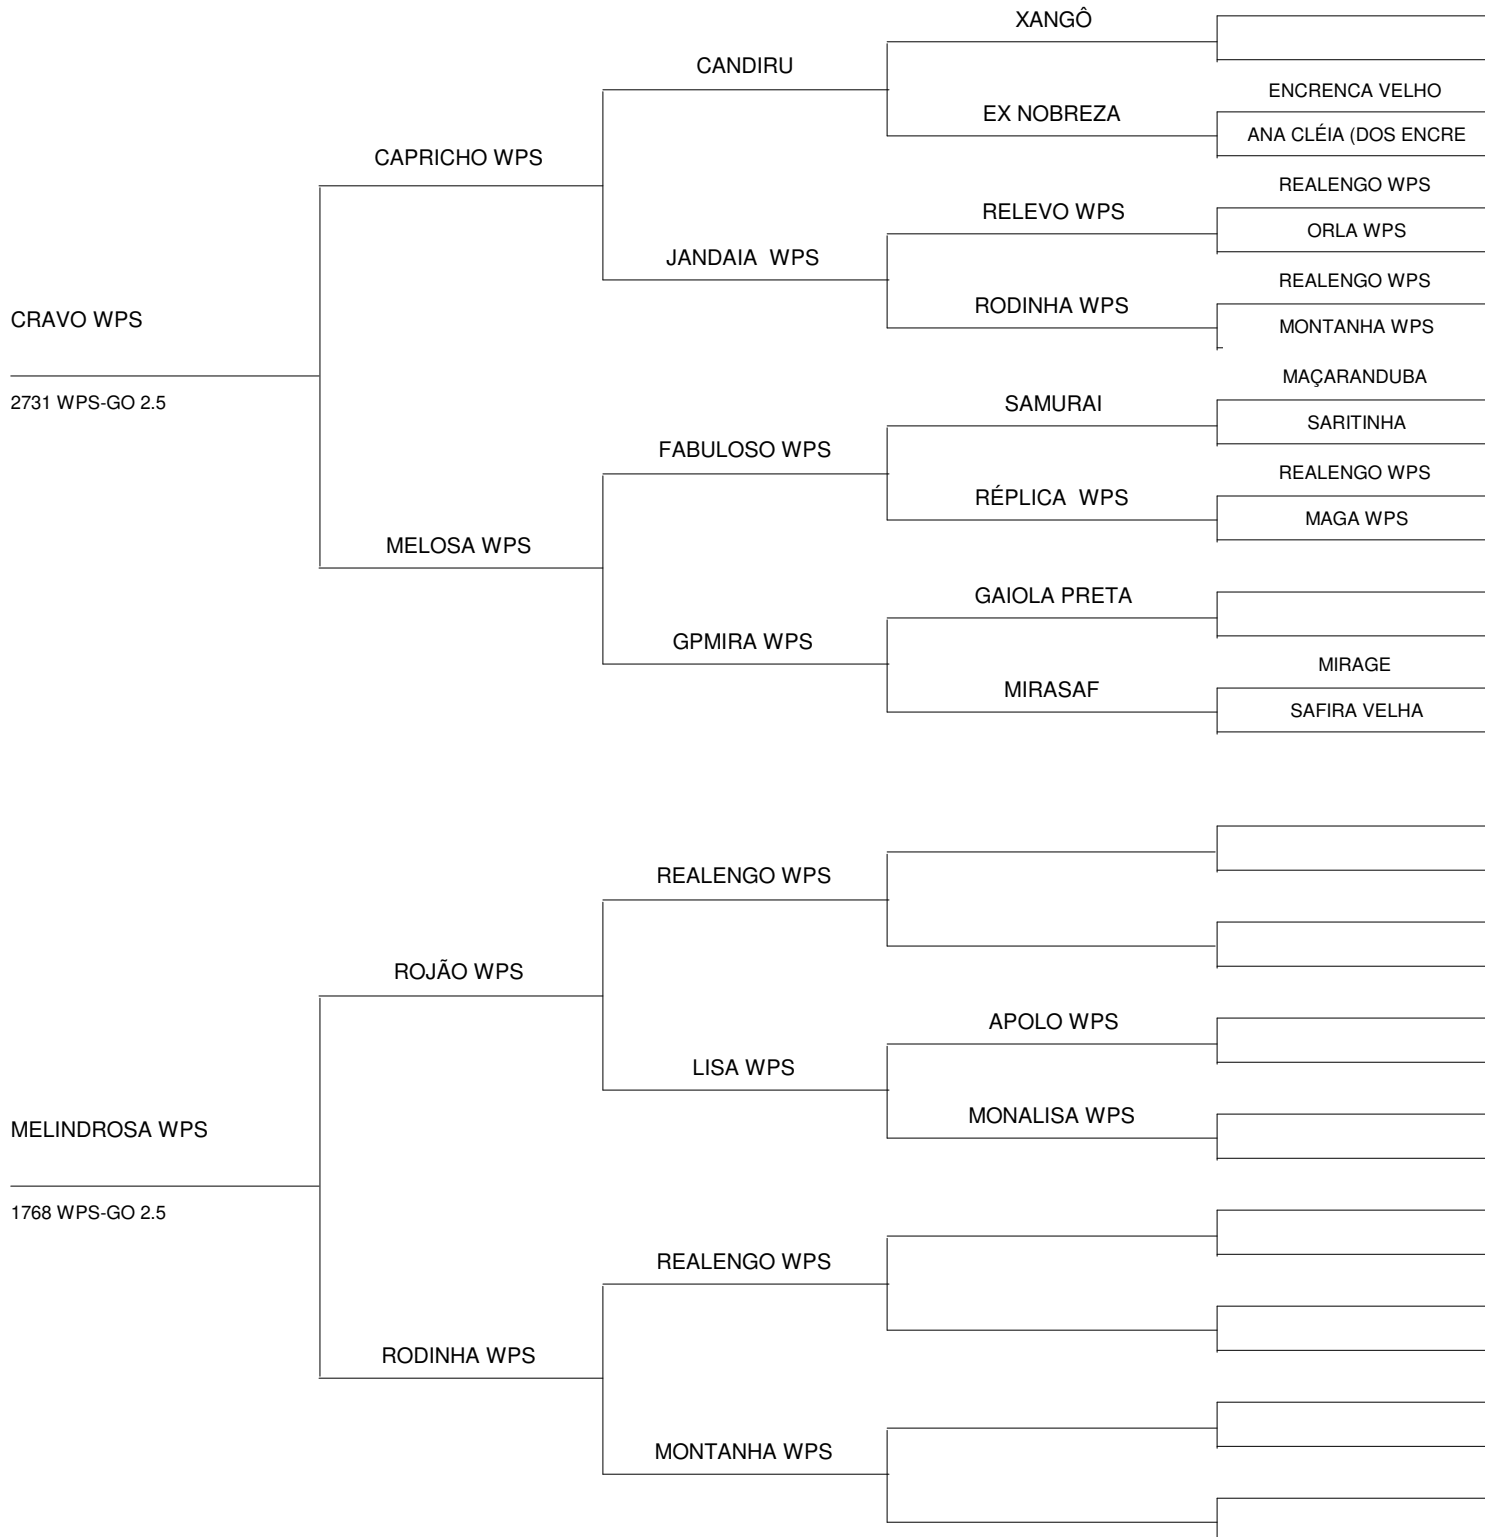 XANGÔ
CANDIRU
ENCRENCA VELHO
EX NOBREZA
ANA CLÉIA (DOS ENCRE
CAPRICHO WPS
REALENGO WPS
RELEVO WPS
ORLA WPS
JANDAIA  WPS
REALENGO WPS
RODINHA WPS
MONTANHA WPS
CRAVO WPS
2731 WPS-GO 2.5
MAÇARANDUBA
SAMURAI
SARITINHA
FABULOSO WPS
REALENGO WPS
RÉPLICA  WPS
MAGA WPS
MELOSA WPS
GAIOLA PRETA
GPMIRA WPS
MIRAGE
MIRASAF
SAFIRA VELHA
REALENGO WPS
ROJÃO WPS
APOLO WPS
LISA WPS
MONALISA WPS
MELINDROSA WPS
1768 WPS-GO 2.5
REALENGO WPS
RODINHA WPS
MONTANHA WPS